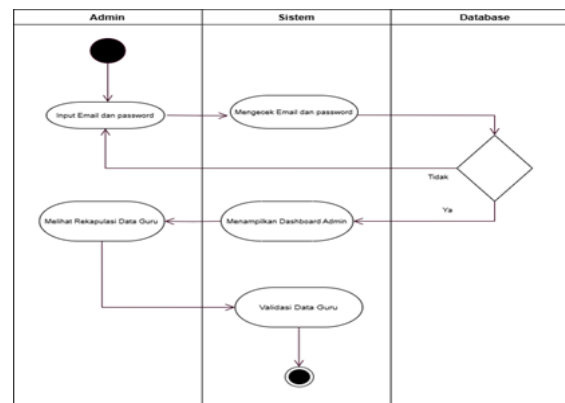 Admin
Sistem
Database
Input Email dan password
Mengecek Email dan password
Tidak
Ya
Melihat Rekapulasi Data Guru
Menampilkan Dashboard Admin
Validasi Data Guru